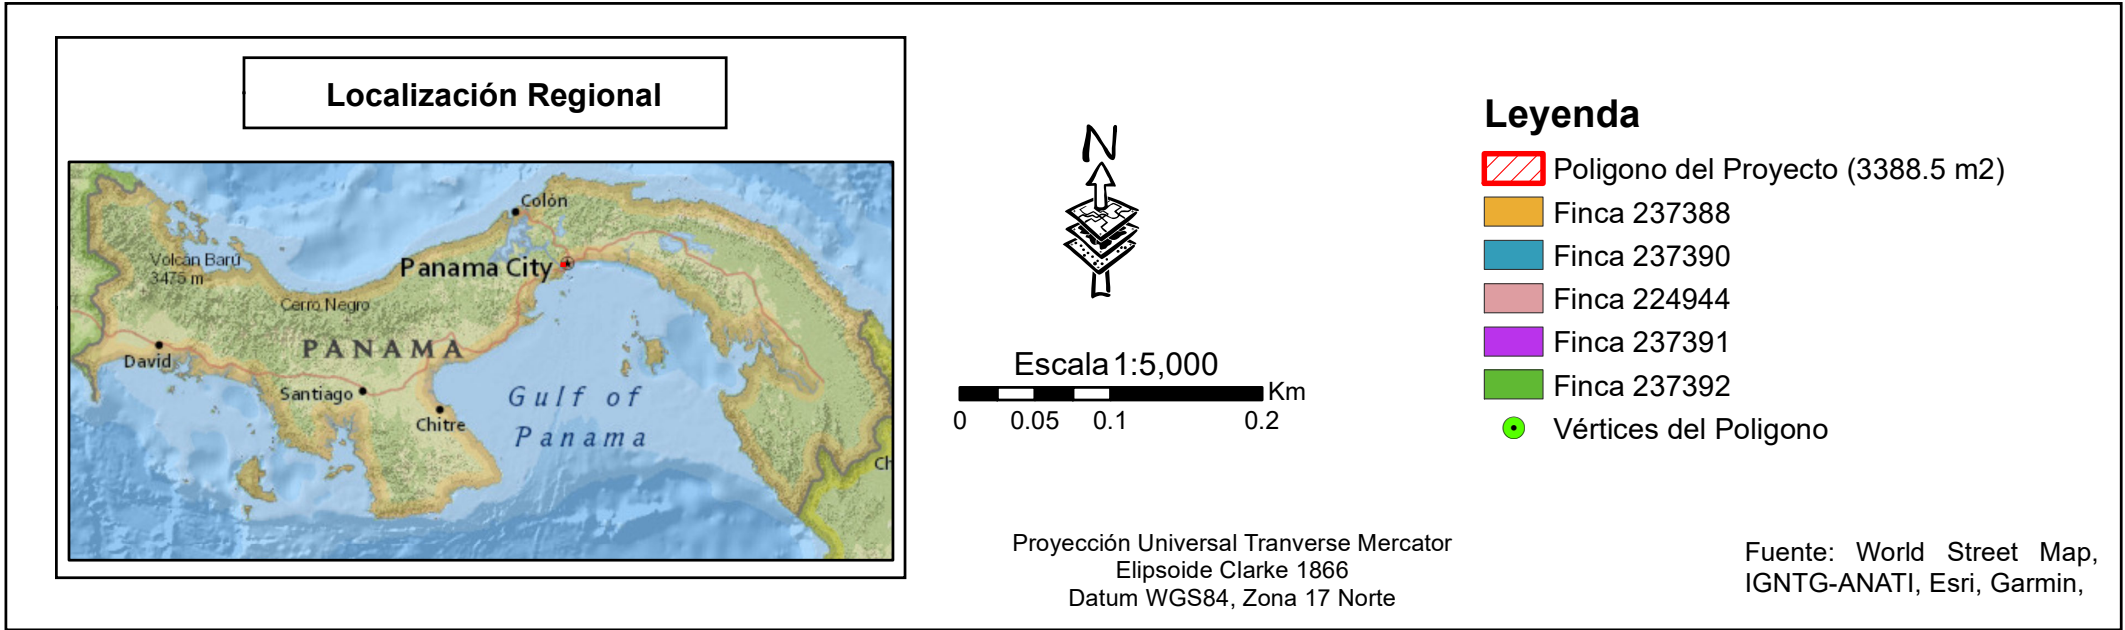 Localización Regional
Colón
Volcán Barú
3475 m
Panama City
Cerro Negro
PANAMA
David
Santiago
Chitre
Gulf of
Panama
Ch
N
Escala 1:5,000
Km
0 0.05 0.1 0.2
Proyección Universal Tranverse Mercator
Elipsoide Clarke 1866
Datum WGS84, Zona 17 Norte
Leyenda
Poligono del Proyecto (3388.5 m2)
Finca 237388
Finca 237390
Finca 224944
Finca 237391
Finca 237392
Vértices del Poligono
Fuente: World Street Map,
IGNTG-ANATI, Esri, Garmin,